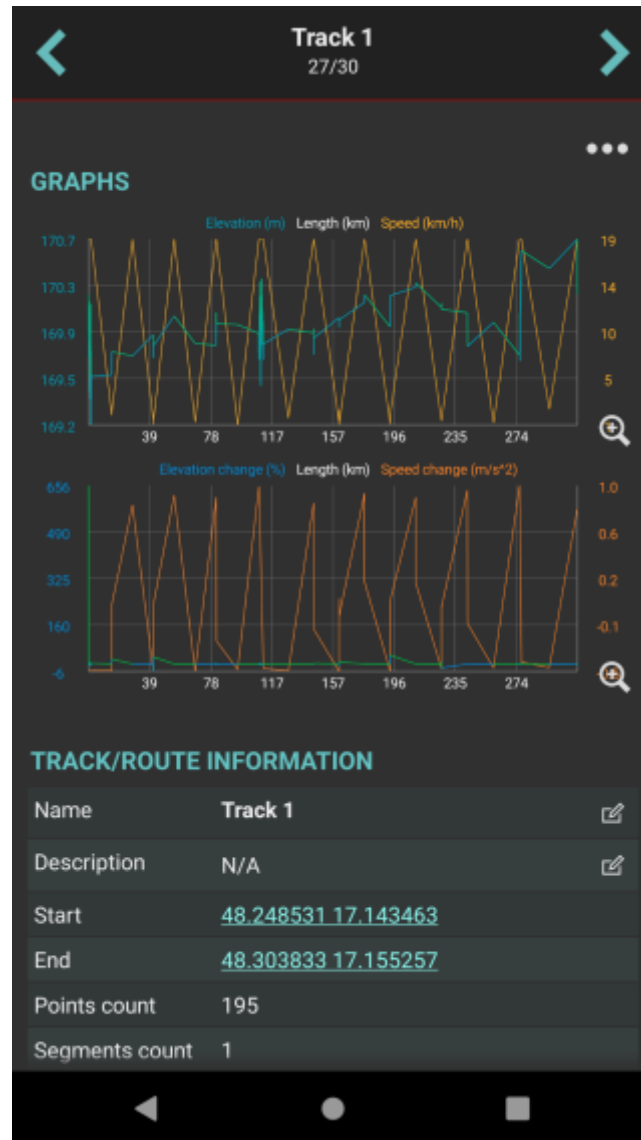 Track 1
27/30
GRAPHS
Elevation (m) Length (km) Speed (km/h)
170.7 19
170.3 14
169.9 10
169.5 5
169.2
39 78 117 157 196 235 274
Elevation change (%) Length (km) Speed change (m/s^2)
656 1.0
490 0.6
325 0.2
160 -0.1
-6
39 78 117 157 196 235 274
TRACK/ROUTE INFORMATION
Name Track 1
Description N/A
Start 48.248531 17.143463
End 48.303833 17.155257
Points count 195
Segments count 1